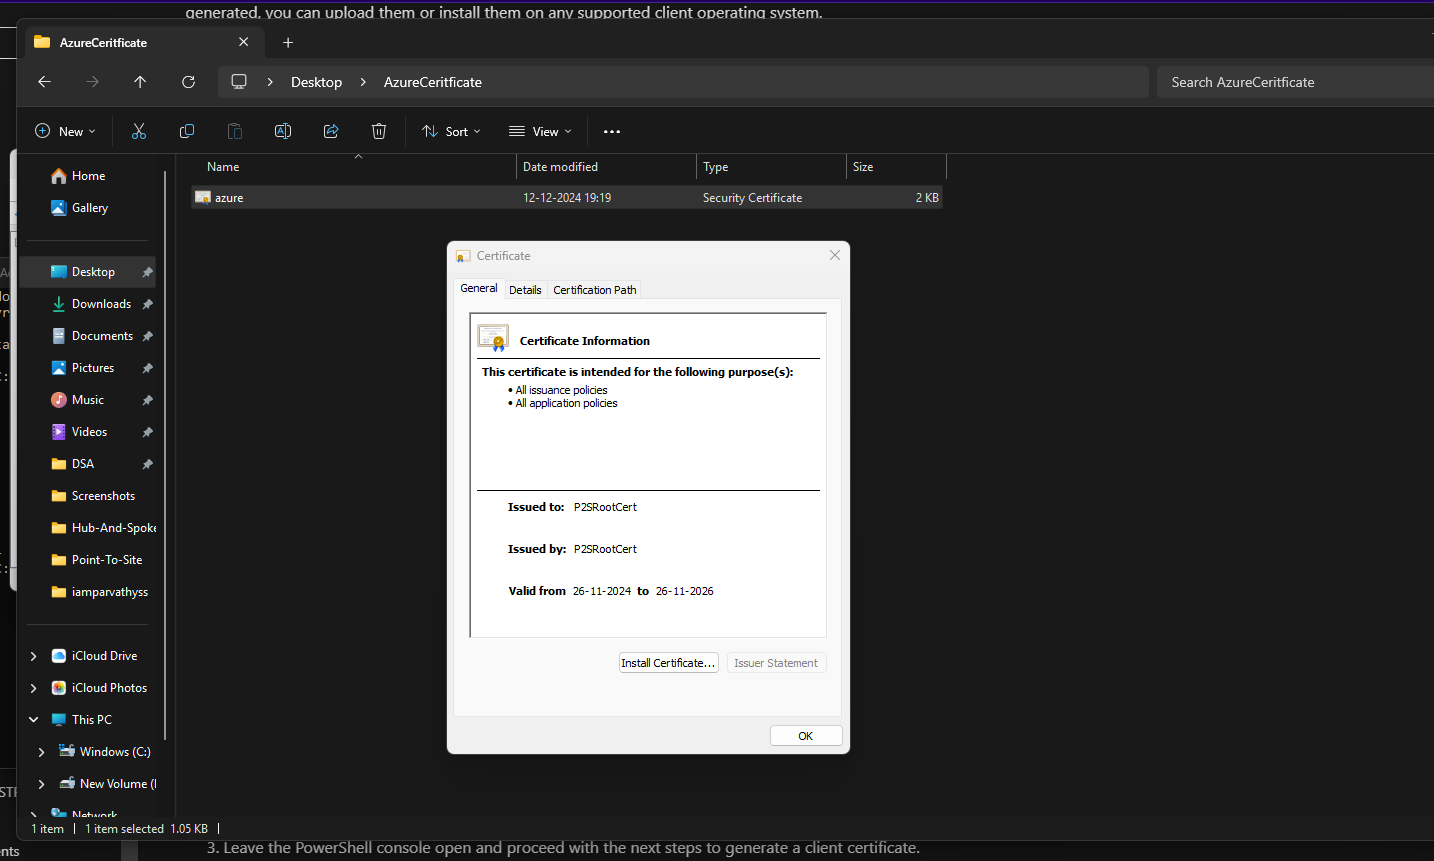 generated, you can upload them or install them on any supported client operating system.
AzureCeritficate
Desktop > AzureCeritficate
Search AzureCeritficate
New
Sort
View
Name
Date modified
Type
Size
azure
12-12-2024 19:19
Security Certificate
2 KB
Home
Gallery
Desktop
Downloads
Documents
Pictures
Music
Videos
DSA
Screenshots
Hub-And-Spoke
Point-To-Site
iamparvathyss
iCloud Drive
iCloud Photos
This PC
Windows (C:)
New Volume (
Network
Certificate
General
Details
Certification Path
Certificate Information
This certificate is intended for the following purpose(s):
• All issuance policies
• All application policies
Issued to: P2SRootCert
Issued by: P2SRootCert
Valid from 26-11-2024 to 26-11-2026
Install Certificate...
Issuer Statement
OK
1 item
1 item selected 1.05 KB
3. Leave the PowerShell console open and proceed with the next steps to generate a client certificate.